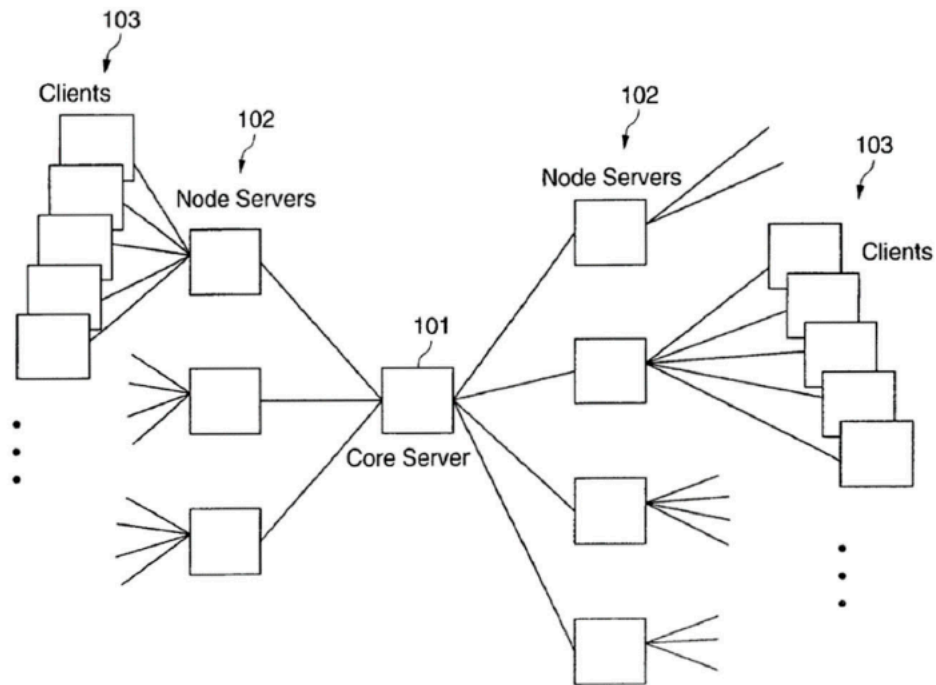 103
Clients
102
Node Servers
102
Node Servers
103
Clients
101
Core Server